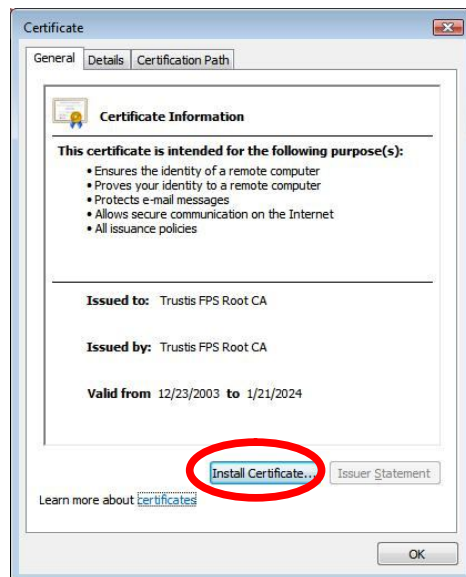 Certificate
General Details Certification Path
Certificate Information
This certificate is intended for the following purpose(s):
• Ensures the identity of a remote computer
• Proves your identity to a remote computer
• Protects e-mail messages
• Allows secure communication on the Internet
• All issuance policies
Issued to: Trustis FPS Root CA
Issued by: Trustis FPS Root CA
Valid from 12/23/2003 to 1/21/2024
Install Certificate... Issuer Statement
Learn more about certificates
OK